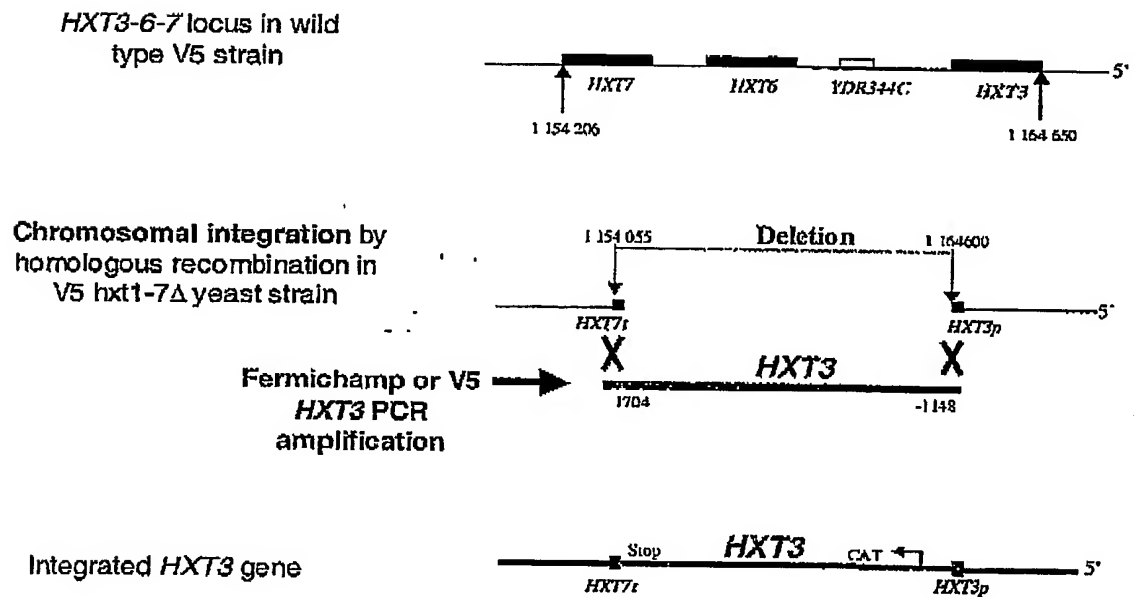 HXT3-6-7 locus in wild
type V5 strain
5'
HXT7
HXT6
YDR344C
HXT3
1 154 206
1 164 650
Chromosomal integration by
homologous recombination in
V5 hxt1-7Δ yeast strain
1 154 055
Deletion
1 164600
5'
HXT7t
HXT3p
X
X
HXT3
Fermichamp or V5
HXT3 PCR
amplification
1704
-1148
Integrated HXT3 gene
Stop
HXT3
CAT
5'
HXT7t
HXT3p